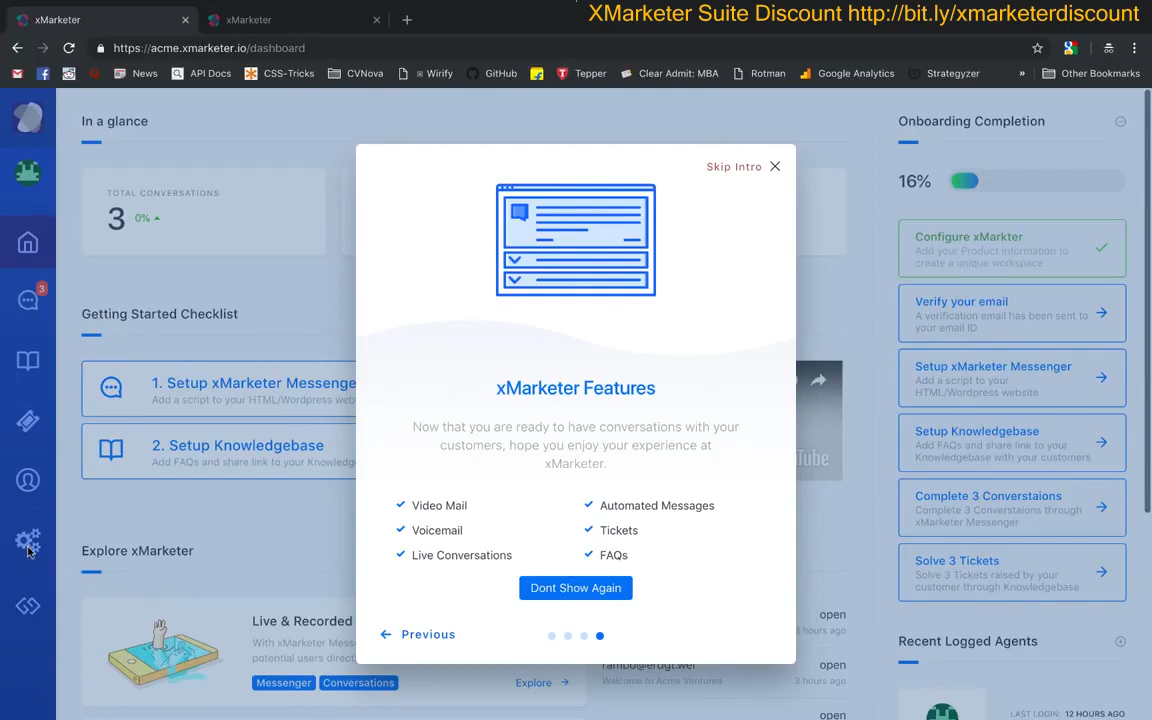 XMarketer Suite Discount http://bit.ly/xmarketerdiscount
xMarketer
xMarketer
https://acme.xmarketer.io/dashboard
News
API Docs
CSS-Tricks
CVNova
Wirify
GitHub
Tepper
Clear Admit: MBA
Rotman
Google Analytics
Strategyzer
»
Other Bookmarks
In a glance
TOTAL CONVERSATIONS
3 0%
3
Getting Started Checklist
1. Setup xMarketer Messenge
Add a script to your HTML/Wordpress web
2. Setup Knowledgebase
Add FAQs and share link to your Knowledg
Explore xMarketer
Live & Recorded
With xMarketer Mess
potential users direct
Messenger
Conversations
Explore
Skip Intro
xMarketer Features
Now that you are ready to have conversations with your
customers, hope you enjoy your experience at
xMarketer.
Video Mail
Automated Messages
Voicemail
Tickets
Live Conversations
FAQs
Dont Show Again
Previous
Tube
open
hours ago
Welcome to Acme Ventures.
open
3 hours ago
open
Onboarding Completion
16%
Configure xMarkter
Add your Product information to
create a unique workspace
Verify your email
A verification email has been sent to
your email ID
Setup xMarketer Messenger
Add a script to your
HTML/Wordpress website
Setup Knowledgebase
Add FAQs and share link to your
Knowledgebase with your customers
Complete 3 Converstaions
Complete 3 Converstaions through
xMarketer Messenger
Solve 3 Tickets
Solve 3 Tickets raised by your
customer through Knowledgebase
Recent Logged Agents
LAST LOGIN: 12 HOURS AGO